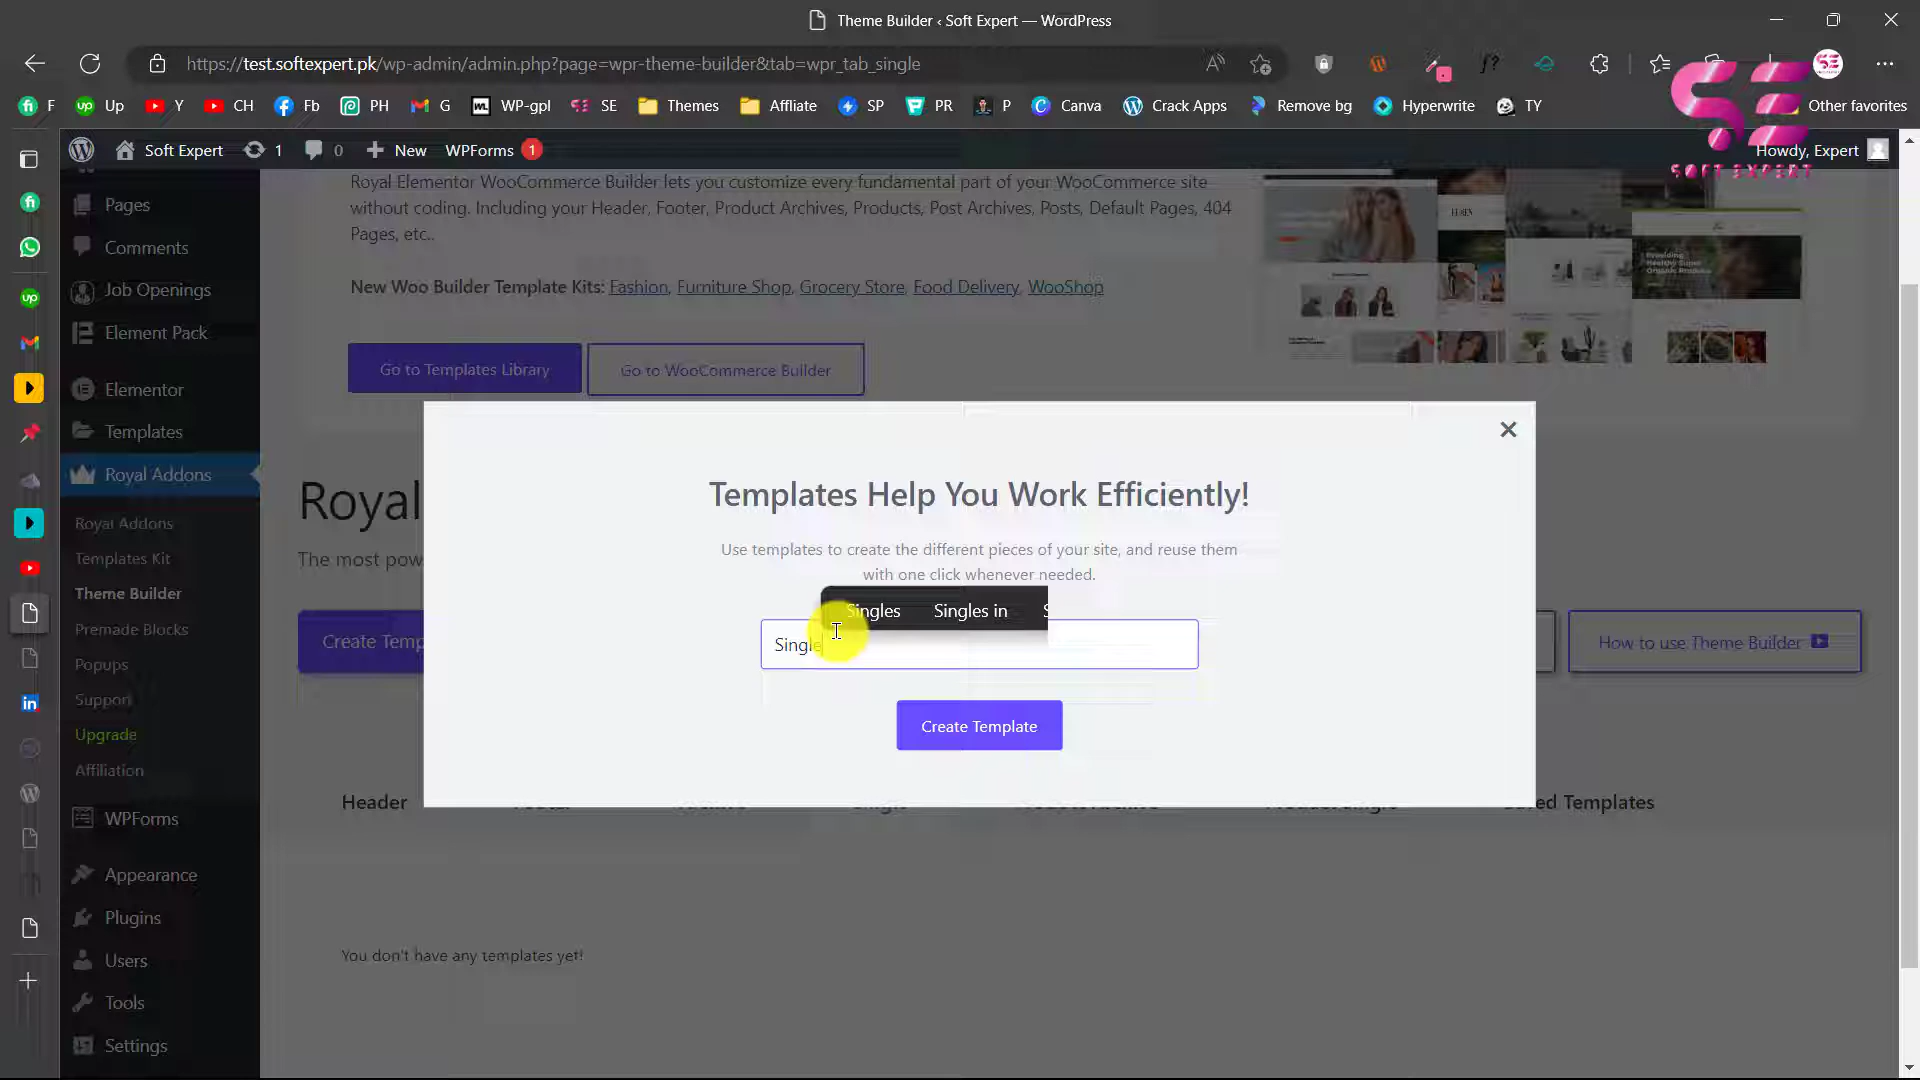 Theme Builder ‹ Soft Expert — WordPress
https://test.softexpert.pk/wp-admin/admin.php?page=wpr-theme-builder&tab=wpr_tab_single
F Up Y CH Fb PH G WP-gpl SE Themes Affliate SP PR P Canva Crack Apps Remove bg Hyperwrite TY Other favorites
Soft Expert 1 0 New WPForms 1 Howdy, Expert
SOFT EXPERT
Pages
Comments
Job Openings
Element Pack
Elementor
Templates
Royal Addons
Royal Addons
Templates Kit
Theme Builder
Premade Blocks
Popups
Support
Upgrade
Affiliation
WPForms
Appearance
Plugins
Users
Tools
Settings
Royal Elementor WooCommerce Builder lets you customize every fundamental part of your WooCommerce site
without coding. Including your Header, Footer, Product Archives, Products, Post Archives, Posts, Default Pages, 404
Pages, etc..
New Woo Builder Template Kits: Fashion, Furniture Shop, Grocery Store, Food Delivery, WooShop
Go to Templates Library Go to WooCommerce Builder
Royal
The most pow
Create Temp
How to use Theme Builder
Templates Help You Work Efficiently!
Use templates to create the different pieces of your site, and reuse them
with one click whenever needed.
Singles Singles in S
Single
Create Template
Header
Templates
You don't have any templates yet!